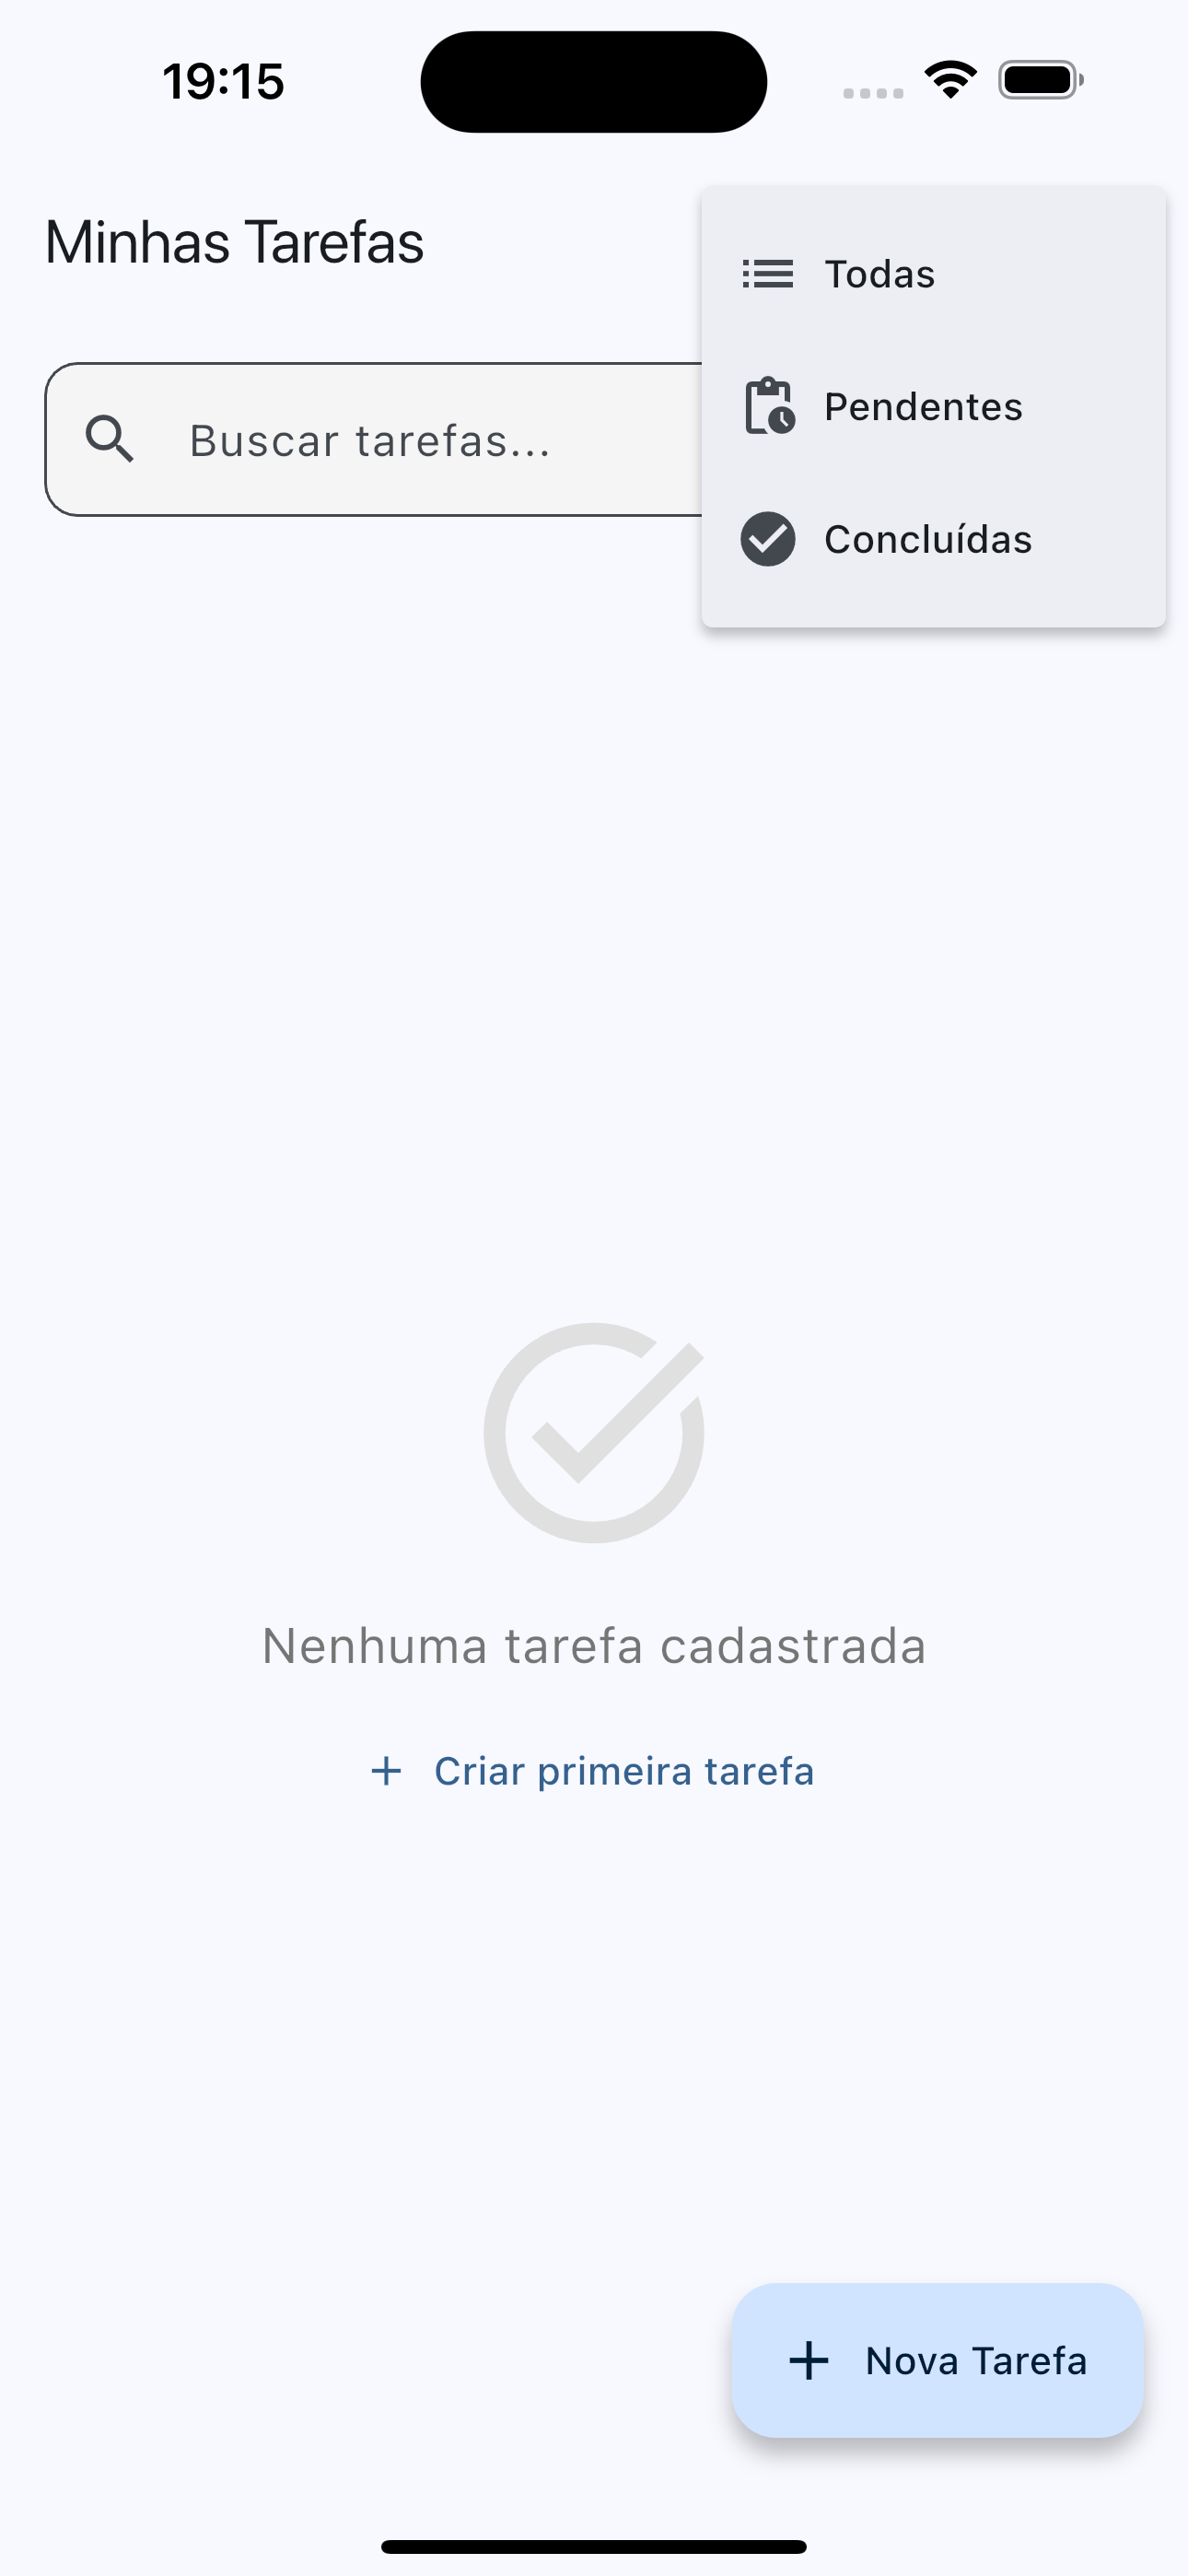 19:15
Minhas Tarefas
Todas
Pendentes
Concluídas
Buscar tarefas...
Nenhuma tarefa cadastrada
+ Criar primeira tarefa
+ Nova Tarefa